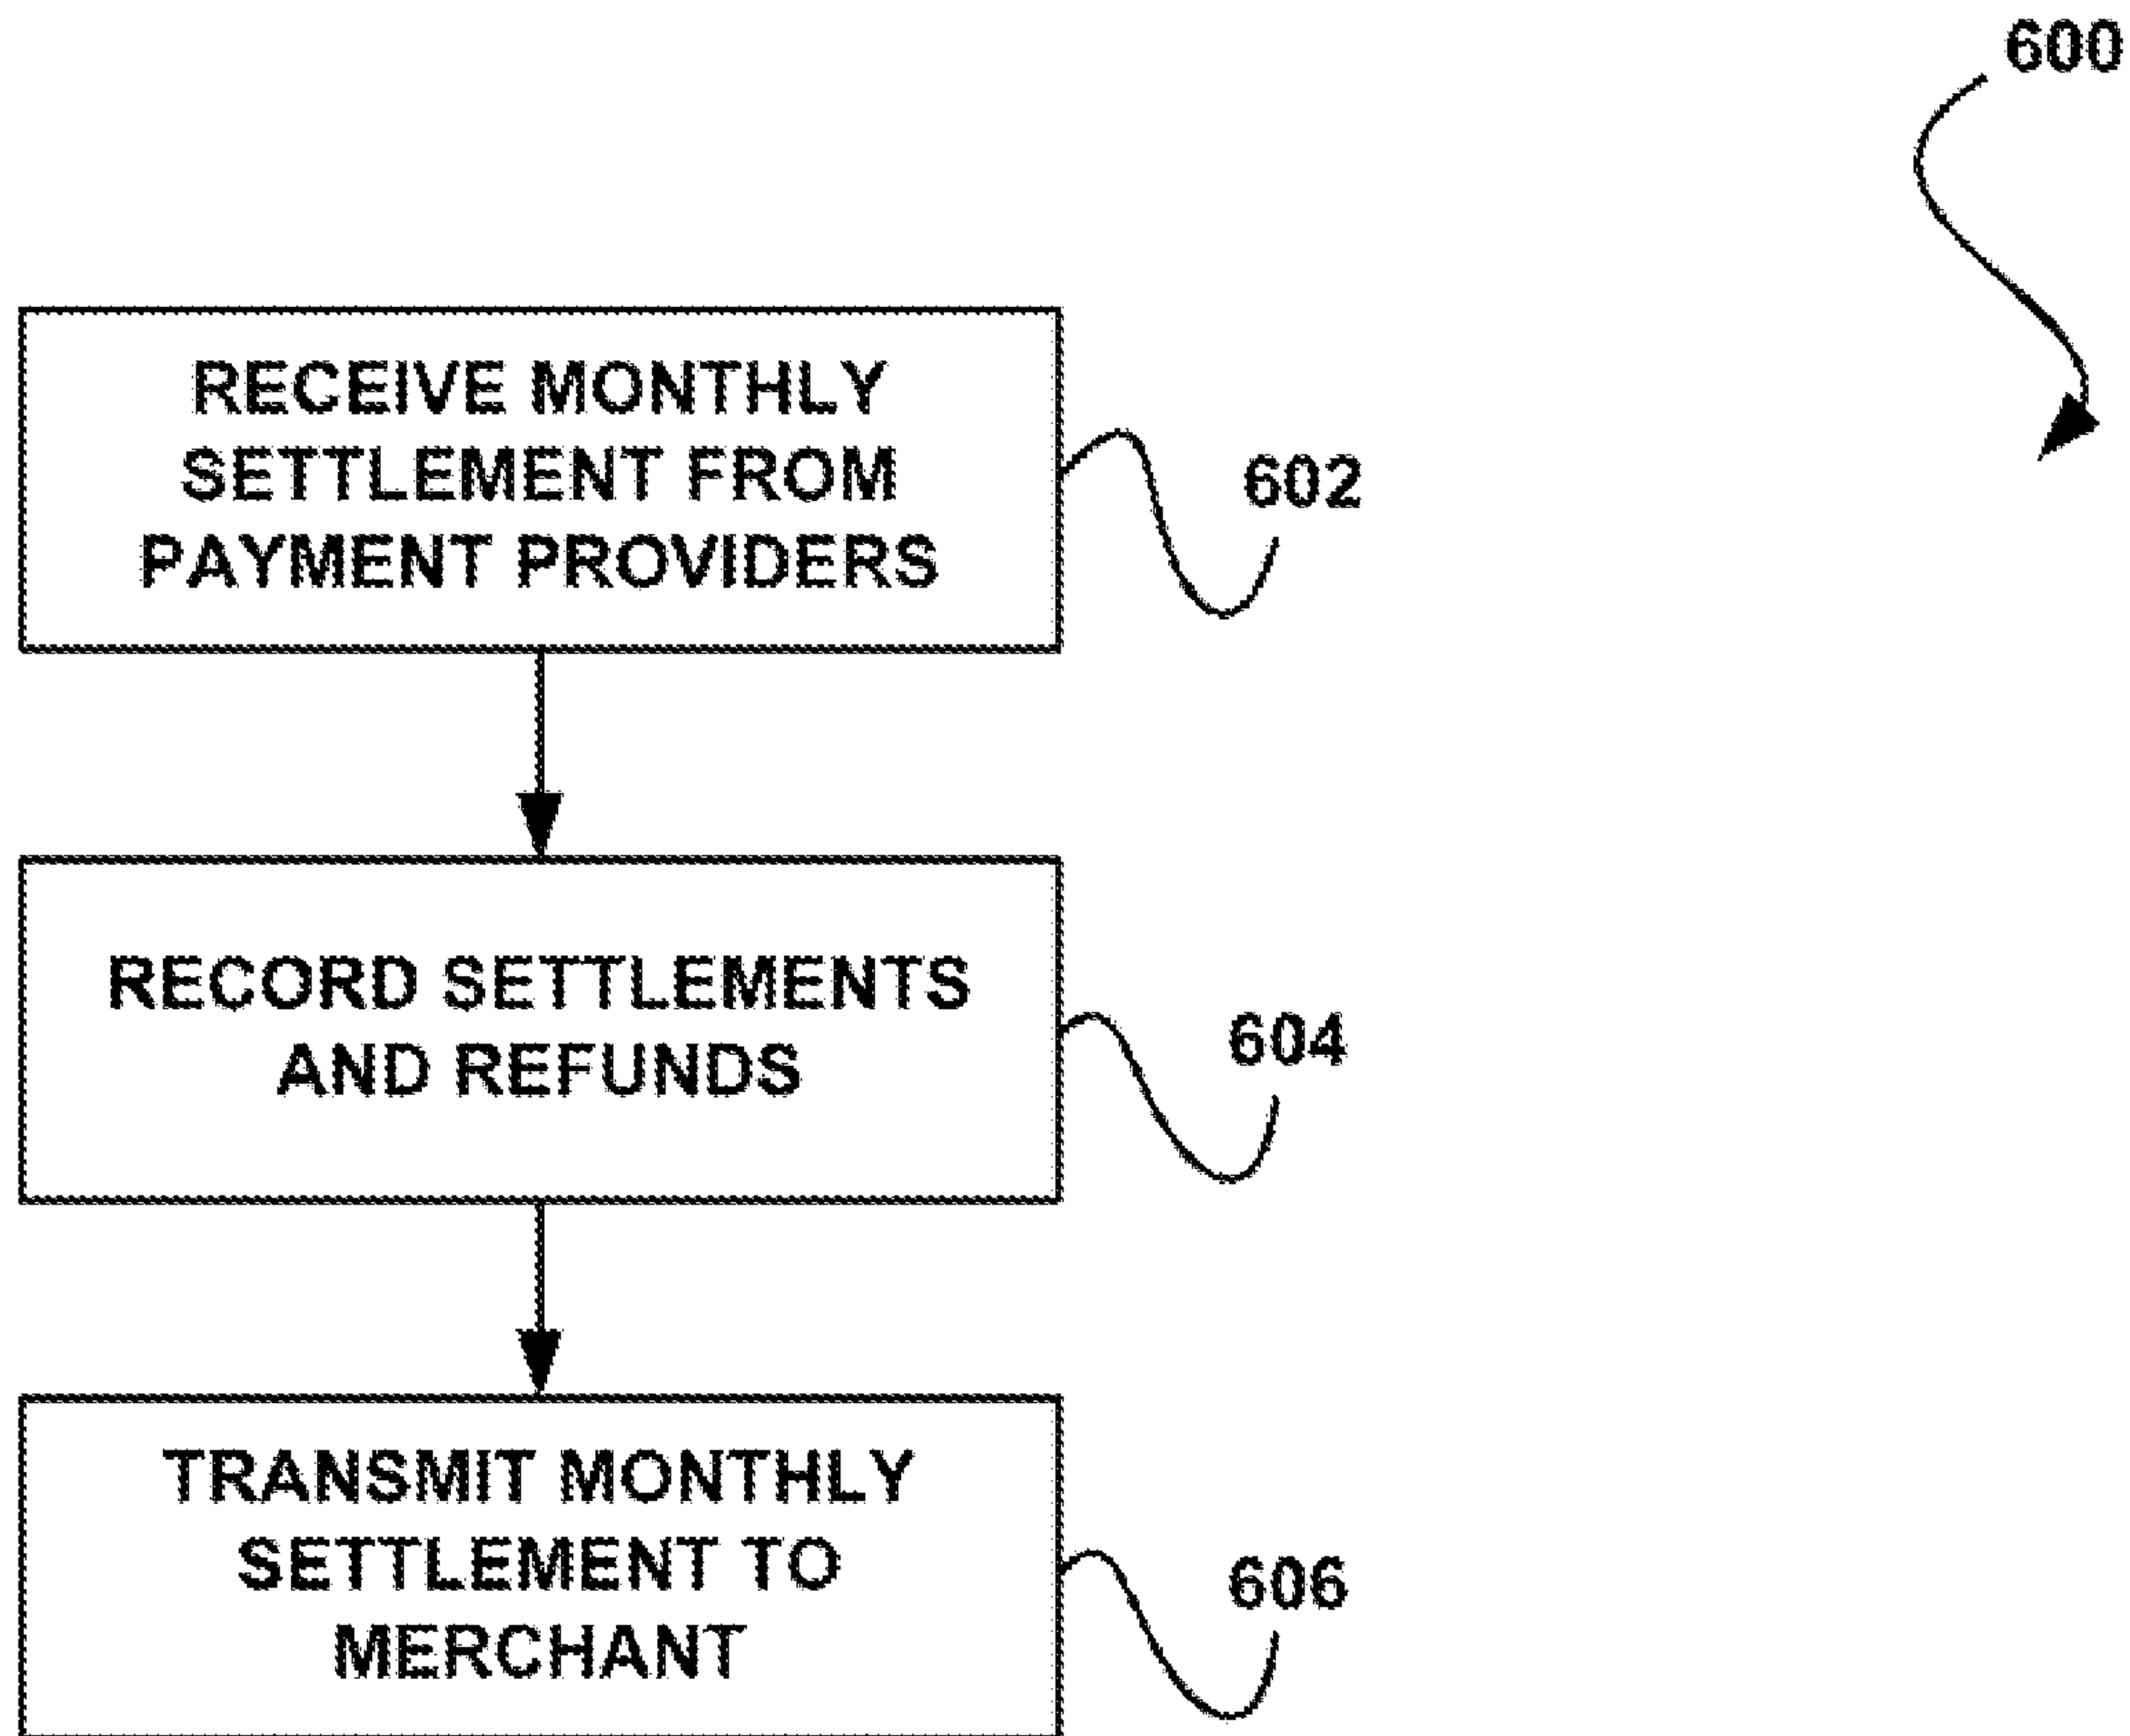 600
RECEIVE MONTHLY
SETTLEMENT FROM
PAYMENT PROVIDERS
602
RECORD SETTLEMENTS
AND REFUNDS
604
TRANSMIT MONTHLY
SETTLEMENT TO
MERCHANT
606